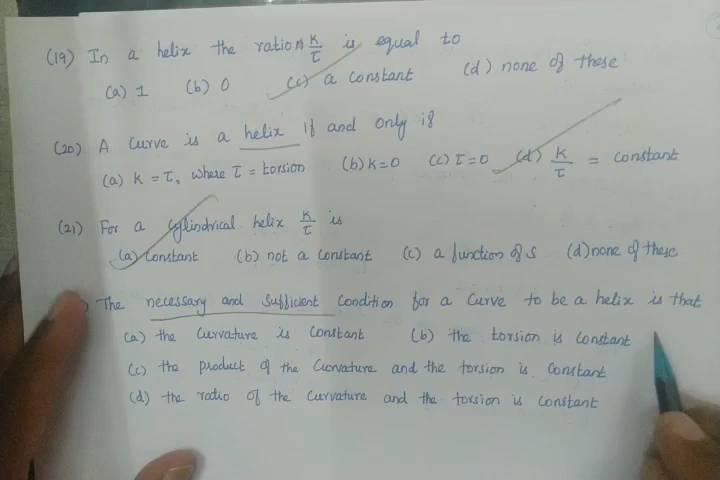 (19) In a helix the ratio K/τ is equal to
(a) 1 (b) 0 (c) a constant (d) none of these
(20) A Curve is a helix If and only if
(a) K = τ, where τ = torsion (b) K=0 (c) τ=0 (d) K/τ = constant
(21) For a cylindrical helix K/τ is
(a) constant (b) not a constant (c) a function of s (d) none of these
) The necessary and Sufficient Condition for a Curve to be a helix is that
(a) the Curvature is Constant (b) the torsion is constant
(c) the product of the Curvature and the torsion is constant
(d) the ratio of the curvature and the torsion is constant